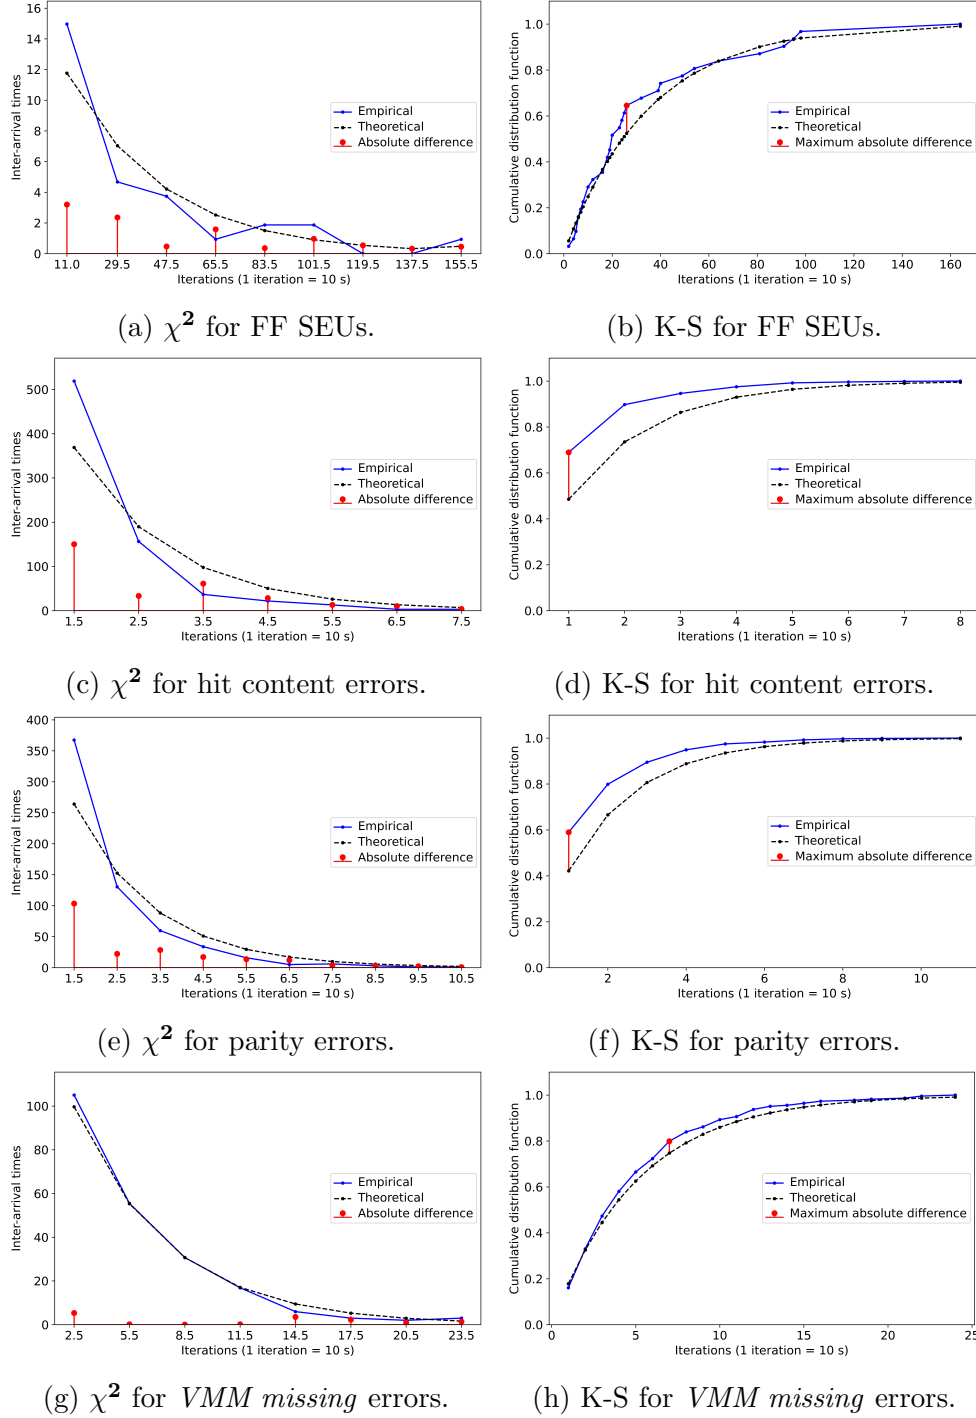 16
14
12
10
8
6
4
2
0
Inter-arrival times
Empirical
Theoretical
Absolute difference
11.0 29.5 47.5 65.5 83.5 101.5 119.5 137.5 155.5
Iterations (1 iteration = 10 s)
(a) χ² for FF SEUs.
1.0
0.8
0.6
0.4
0.2
0.0
Cumulative distribution function
Empirical
Theoretical
Maximum absolute difference
0 20 40 60 80 100 120 140 160
Iterations (1 iteration = 10 s)
(b) K-S for FF SEUs.
500
400
300
200
100
0
Inter-arrival times
Empirical
Theoretical
Absolute difference
1.5 2.5 3.5 4.5 5.5 6.5 7.5
Iterations (1 iteration = 10 s)
(c) χ² for hit content errors.
1.0
0.8
0.6
0.4
0.2
0.0
Cumulative distribution function
Empirical
Theoretical
Maximum absolute difference
1 2 3 4 5 6 7 8
Iterations (1 iteration = 10 s)
(d) K-S for hit content errors.
400
350
300
250
200
150
100
50
0
Inter-arrival times
Empirical
Theoretical
Absolute difference
1.5 2.5 3.5 4.5 5.5 6.5 7.5 8.5 9.5 10.5
Iterations (1 iteration = 10 s)
(e) χ² for parity errors.
1.0
0.8
0.6
0.4
0.2
0.0
Cumulative distribution function
Empirical
Theoretical
Maximum absolute difference
2 4 6 8 10
Iterations (1 iteration = 10 s)
(f) K-S for parity errors.
100
80
60
40
20
0
Inter-arrival times
Empirical
Theoretical
Absolute difference
2.5 5.5 8.5 11.5 14.5 17.5 20.5 23.5
Iterations (1 iteration = 10 s)
(g) χ² for VMM missing errors.
1.0
0.8
0.6
0.4
0.2
0.0
Cumulative distribution function
Empirical
Theoretical
Maximum absolute difference
0 5 10 15 20 25
Iterations (1 iteration = 10 s)
(h) K-S for VMM missing errors.